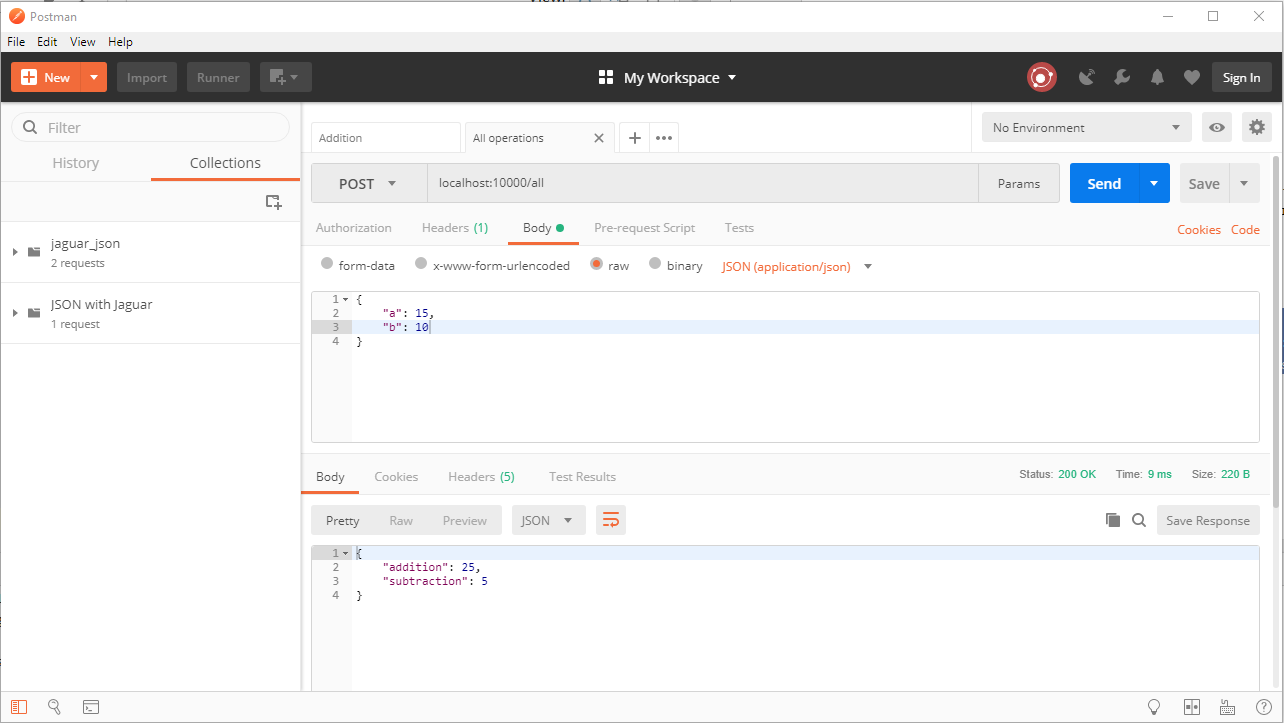 Postman
File Edit View Help
New Import Runner My Workspace Sign In
Filter
History Collections
jaguar_json
2 requests
JSON with Jaguar
1 request
Addition All operations No Environment
POST localhost:10000/all Params Send Save
Authorization Headers (1) Body Pre-request Script Tests Cookies Code
form-data x-www-form-urlencoded raw binary JSON (application/json)
1 {
2 "a": 15,
3 "b": 10
4 }
Body Cookies Headers (5) Test Results Status: 200 OK Time: 9 ms Size: 220 B
Pretty Raw Preview JSON Save Response
1 {
2 "addition": 25,
3 "subtraction": 5
4 }